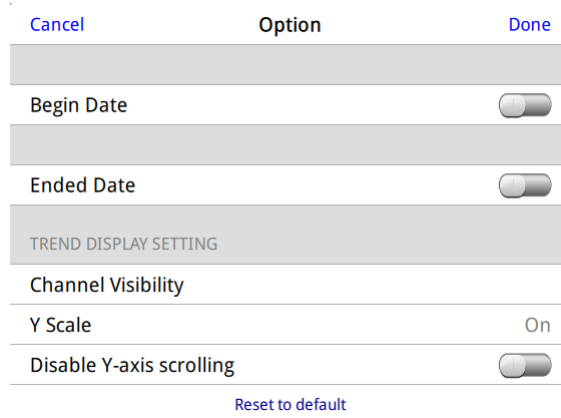 Cancel Option Done
Begin Date
Ended Date
TREND DISPLAY SETTING
Channel Visibility
Y Scale On
Disable Y-axis scrolling
Reset to default